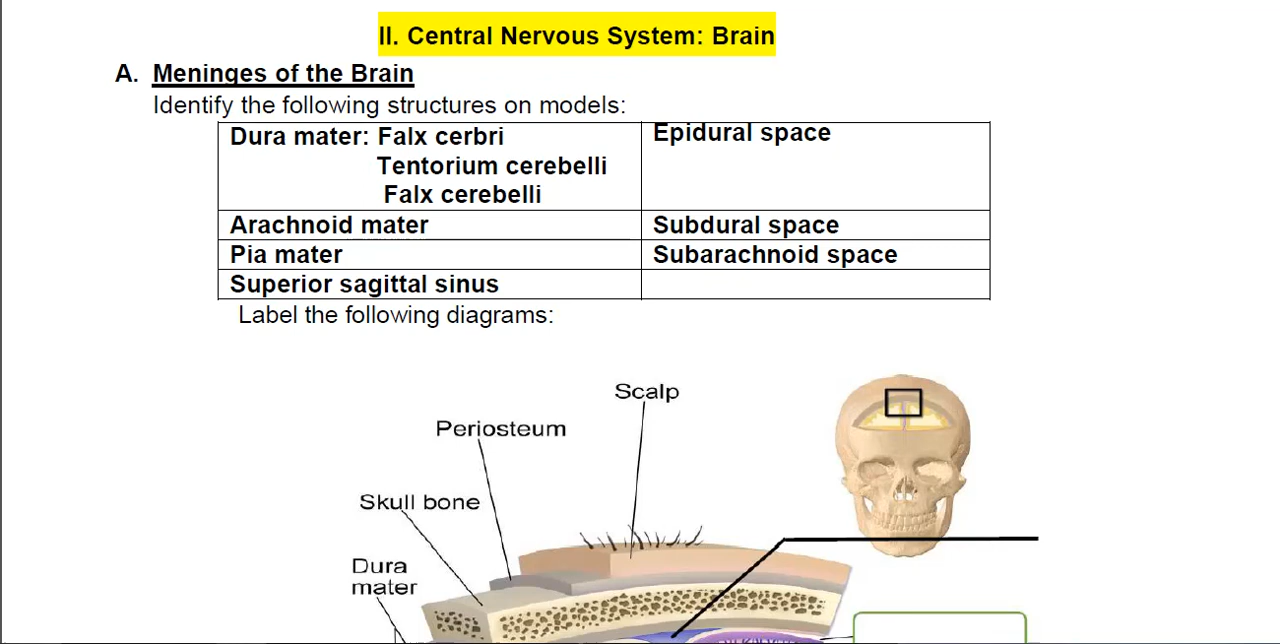 II. Central Nervous System: Brain
A. Meninges of the Brain
Identify the following structures on models:
Dura mater: Falx cerbri
Epidural space
Tentorium cerebelli
Falx cerebelli
Arachnoid mater
Subdural space
Pia mater
Subarachnoid space
Superior sagittal sinus
Label the following diagrams:
Scalp
Periosteum
Skull bone
Dura
mater